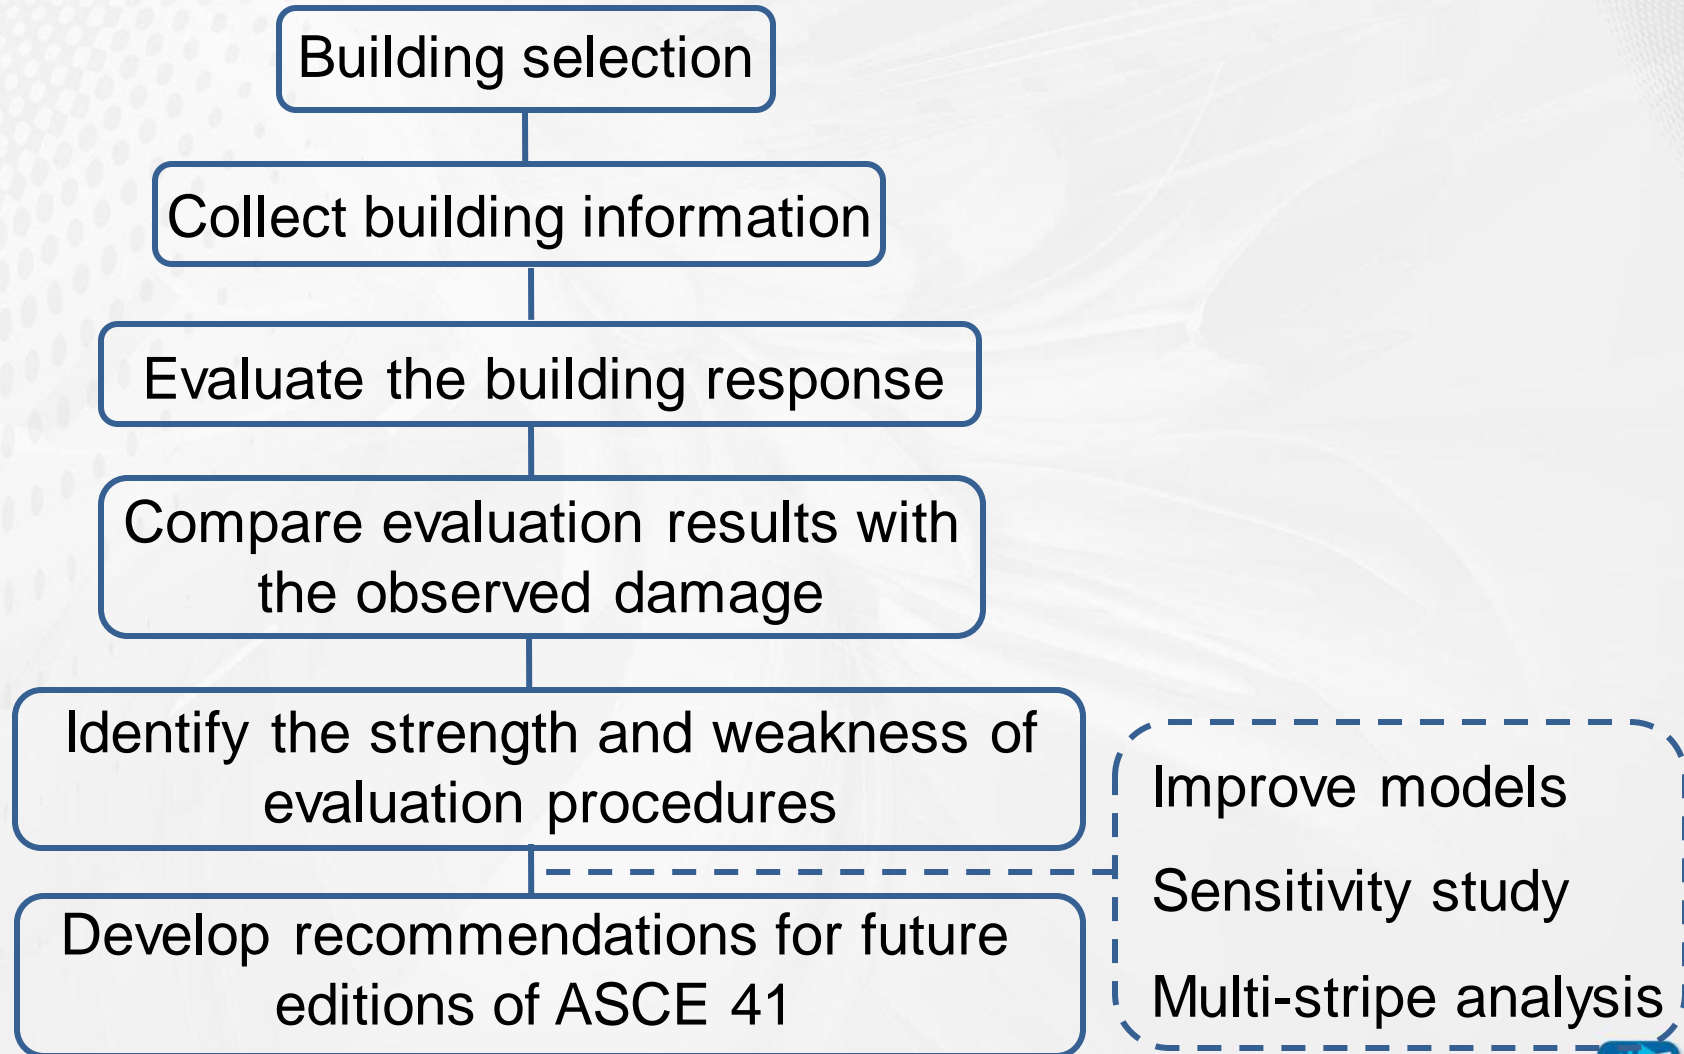 Building selection
Collect building information
Evaluate the building response
Compare evaluation results with
the observed damage
Identify the strength and weakness of
evaluation procedures
Improve models
Sensitivity study
Multi-stripe analysis
Develop recommendations for future
editions of ASCE 41